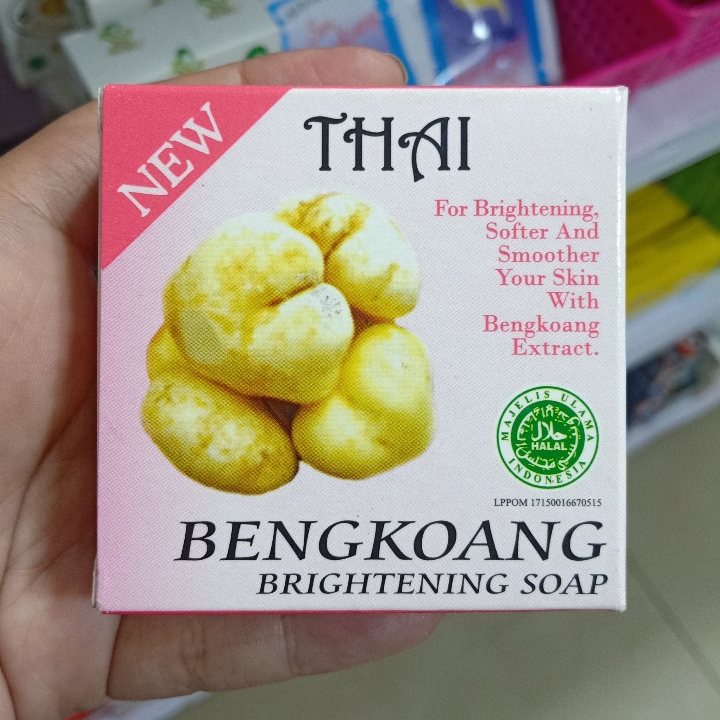 NEW
THAI
For Brightening,
Softer And
Smoother
Your Skin
With
Bengkoang
Extract.
MAJELIS ULAMA
حلال
HALAL
INDONESIA
LPPOM 17150016670515
BENGKOANG
BRIGHTENING SOAP